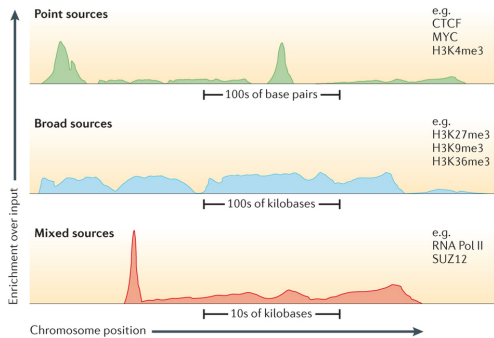 Point sources
e.g.
CTCF
MYC
H3K4me3
100s of base pairs
Broad sources
e.g.
H3K27me3
H3K9me3
H3K36me3
100s of kilobases
Mixed sources
e.g.
RNA Pol II
SUZ12
10s of kilobases
Enrichment over input
Chromosome position